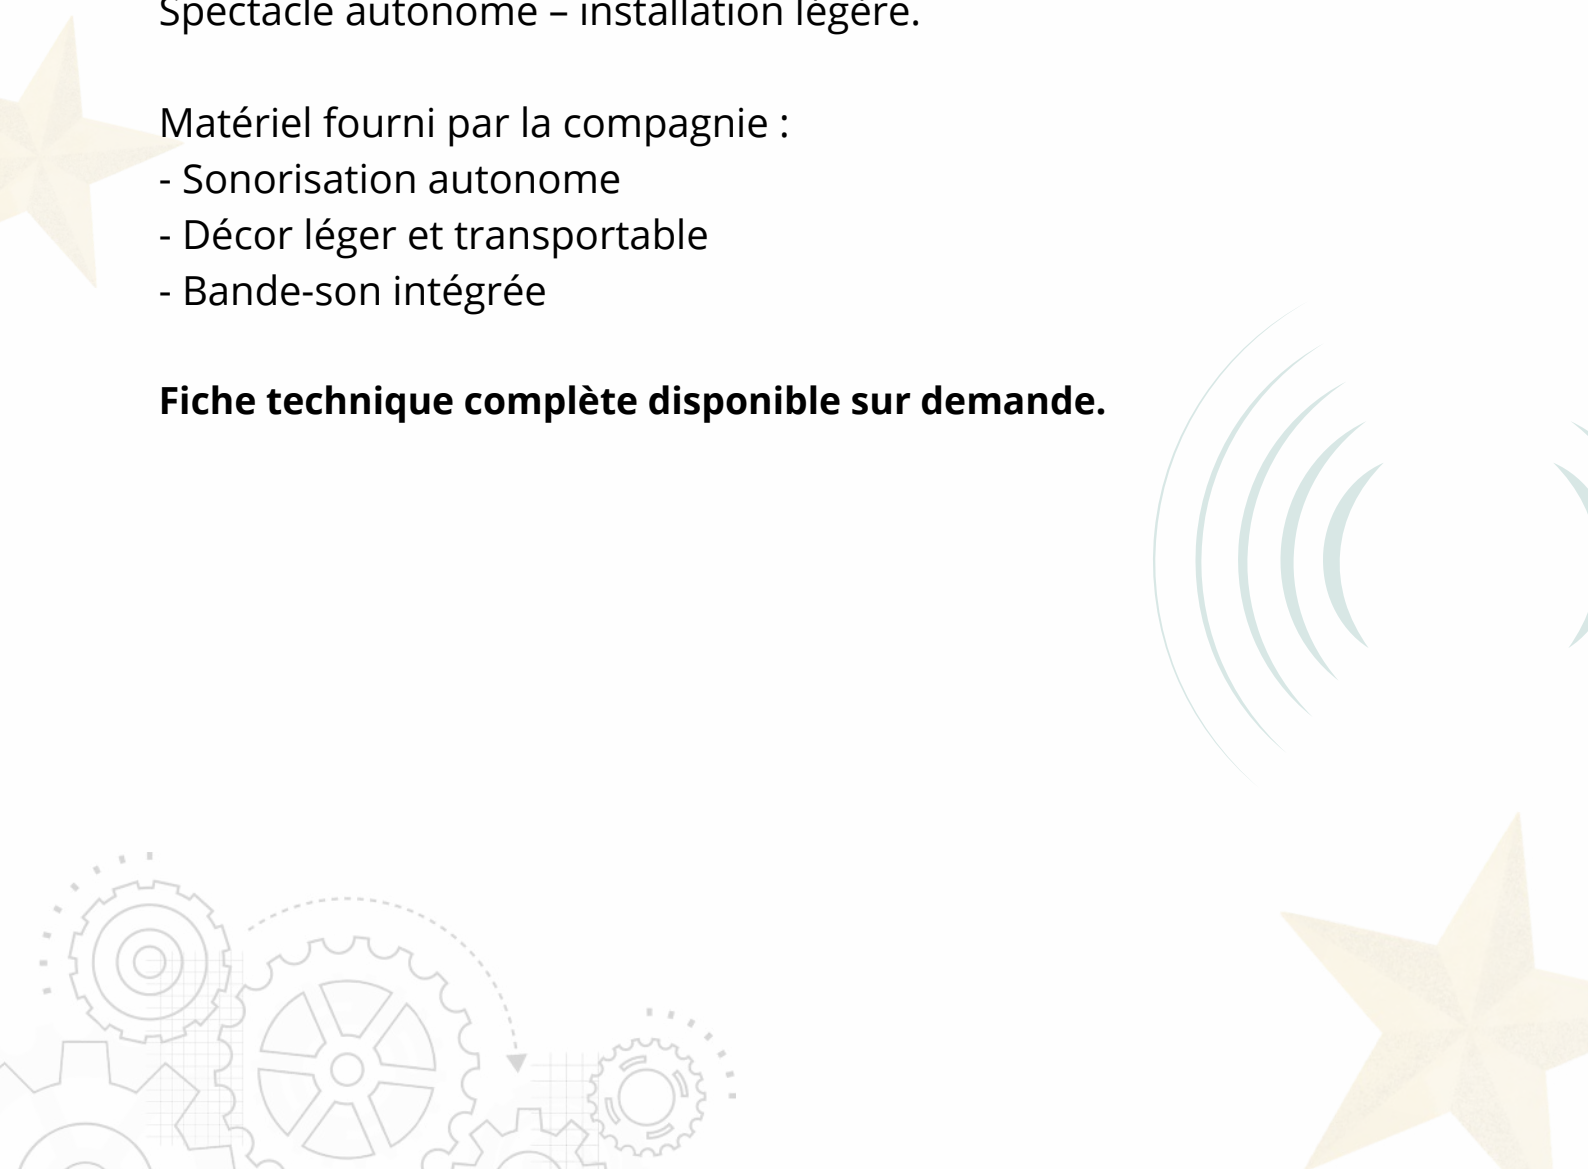 Spectacle autonome – installation légère.
Matériel fourni par la compagnie :
- Sonorisation autonome
- Décor léger et transportable
- Bande-son intégrée
Fiche technique complète disponible sur demande.